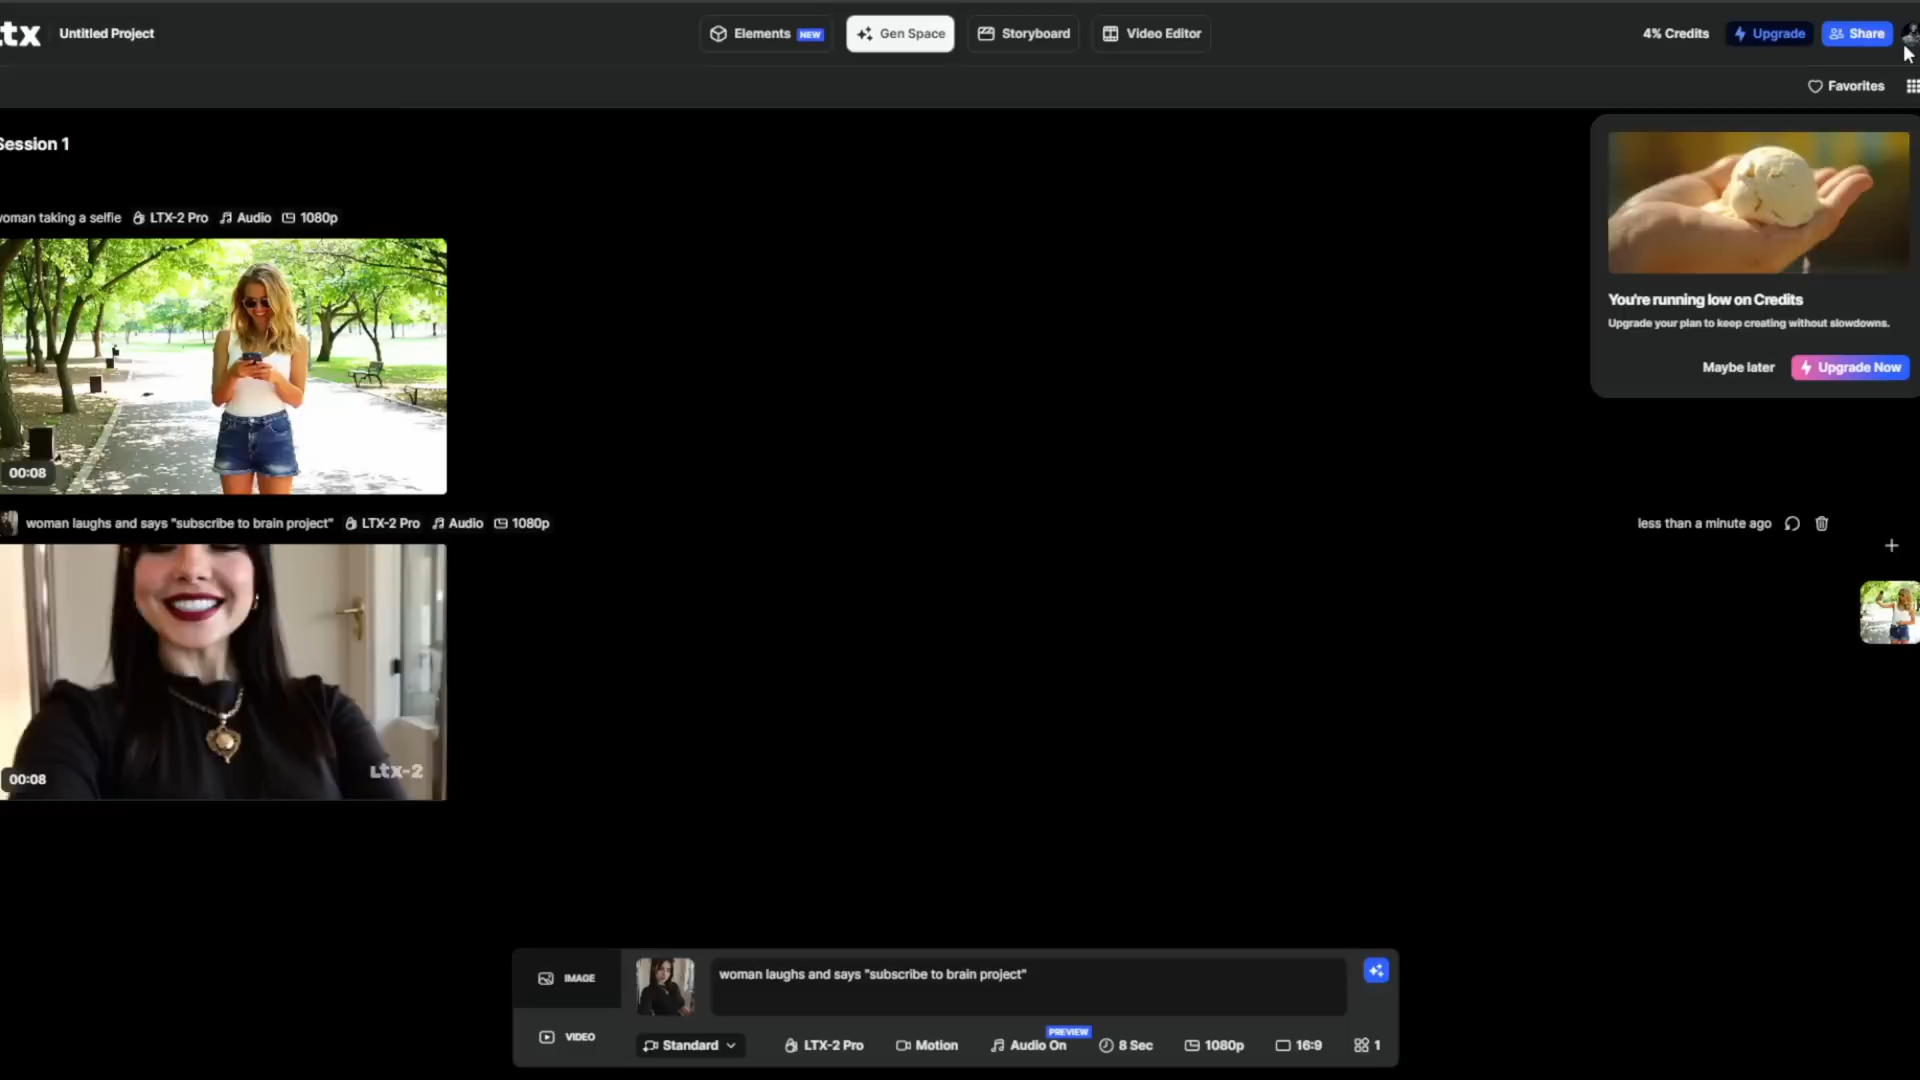 Ltx Untitled Project Elements NEW Gen Space Storyboard Video Editor 4% Credits Upgrade Share
Favorites
Session 1
woman taking a selfie LTX-2 Pro Audio 1080p
00:08
You're running low on Credits
Upgrade your plan to keep creating without slowdowns.
Maybe later Upgrade Now
woman laughs and says "subscribe to brain project" LTX-2 Pro Audio 1080p less than a minute ago
Ltx-2
00:08
IMAGE
woman laughs and says "subscribe to brain project"
VIDEO
PREVIEW
Standard LTX-2 Pro Motion Audio On 8 Sec 1080p 16:9 1